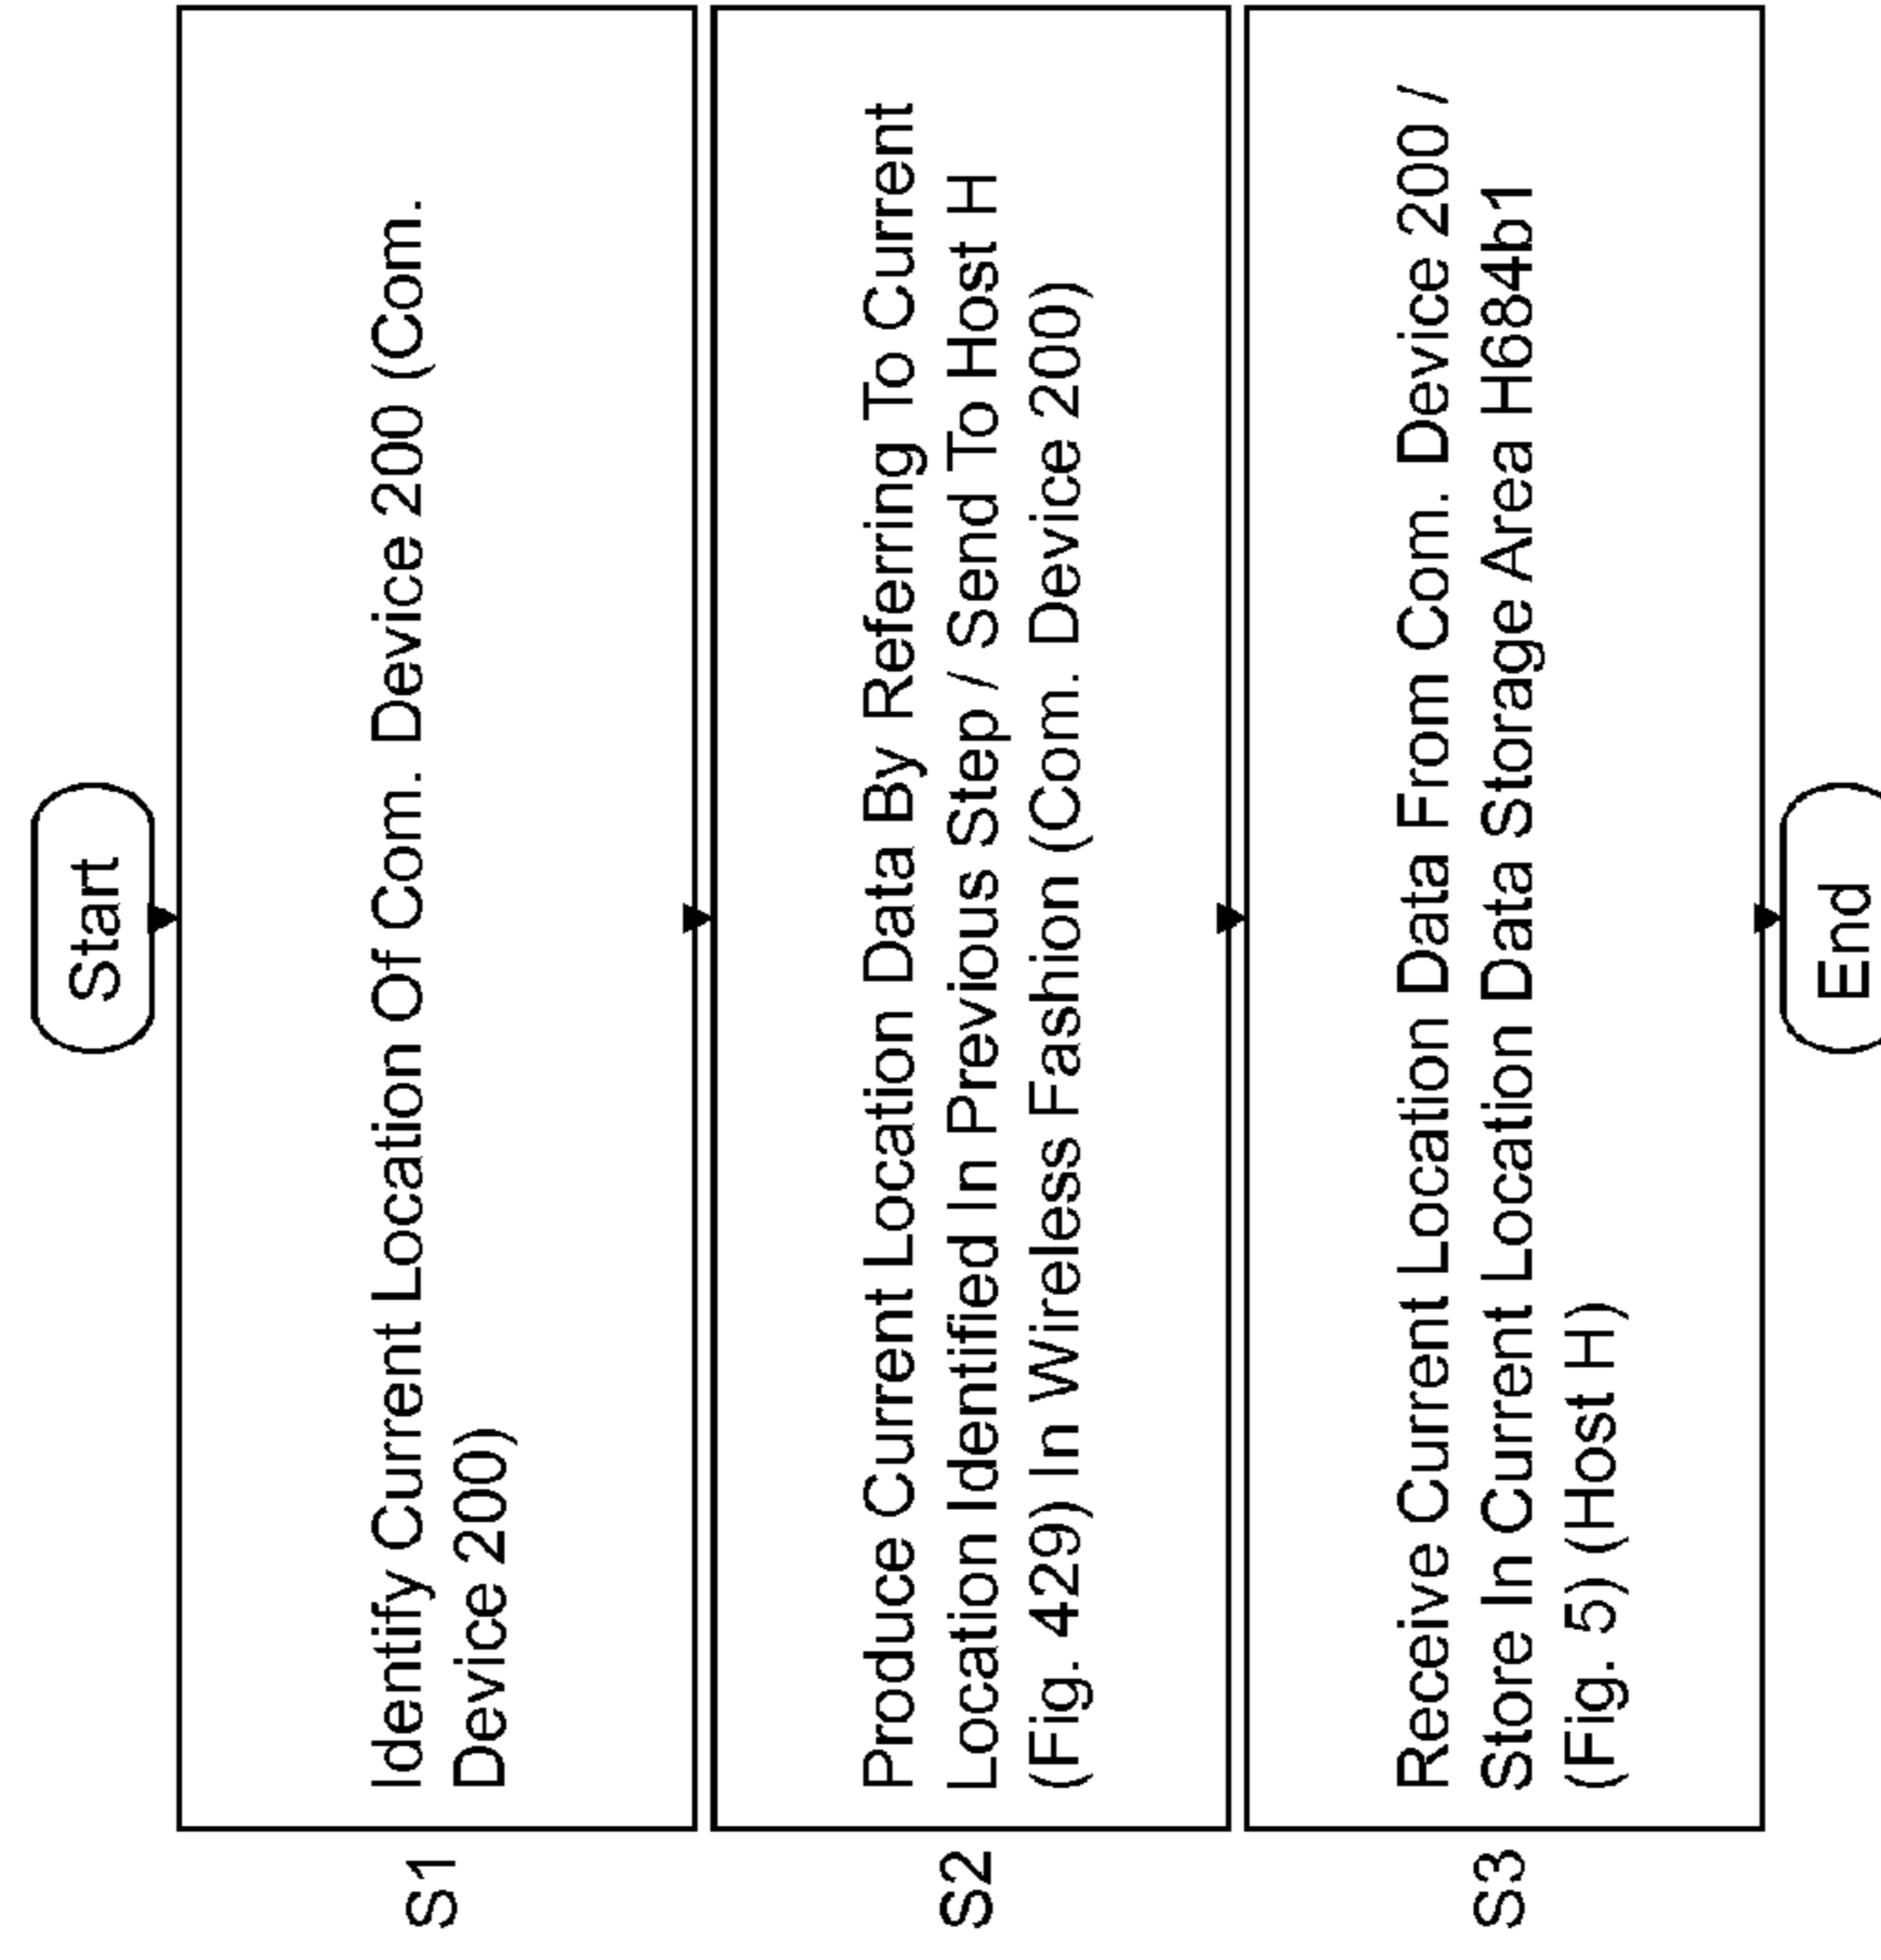 Start
S1
Identify Current Location Of Com. Device 200 (Com.
Device 200)
S2
Produce Current Location Data By Referring To Current
Location Identified In Previous Step / Send To Host H
(Fig. 429) In Wireless Fashion (Com. Device 200)
S3
Receive Current Location Data From Com. Device 200 /
Store In Current Location Data Storage Area H684b1
(Fig. 5) (Host H)
End